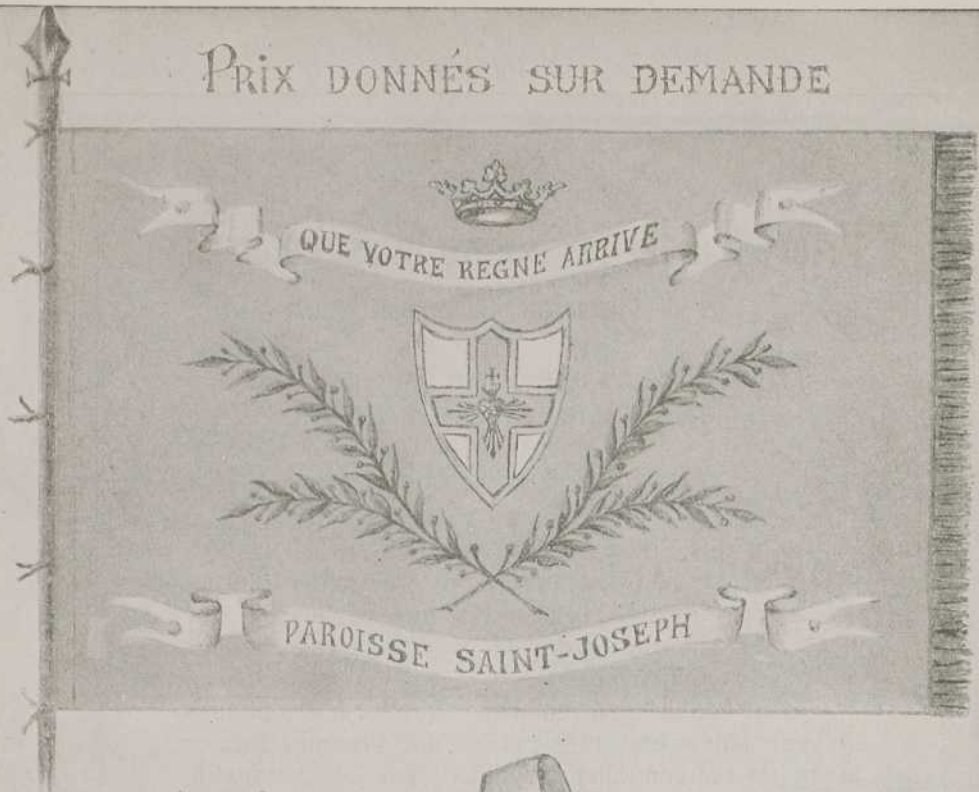 PRIX DONNÉS SUR DEMANDE
QUE VOTRE REGNE ARRIVE
PAROISSE SAINT-JOSEPH